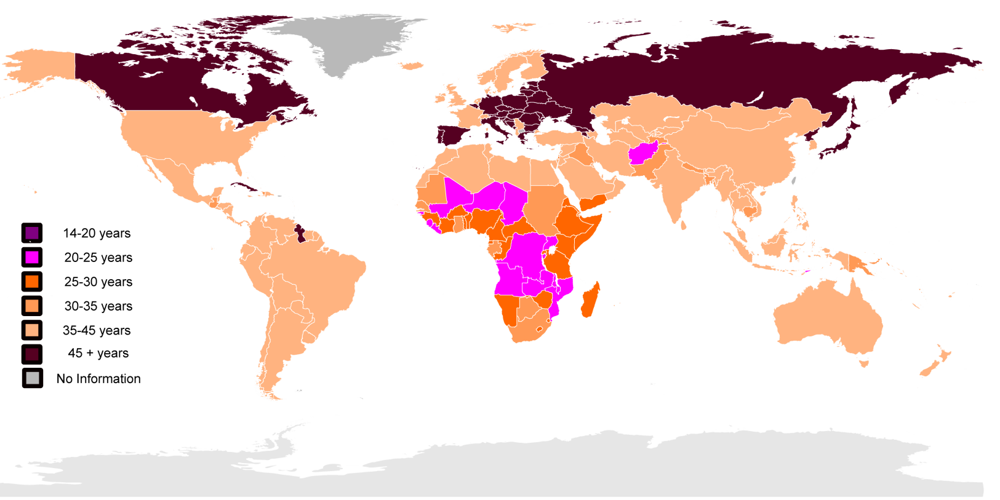 14-20 years
20-25 years
25-30 years
30-35 years
35-45 years
45 + years
No Information